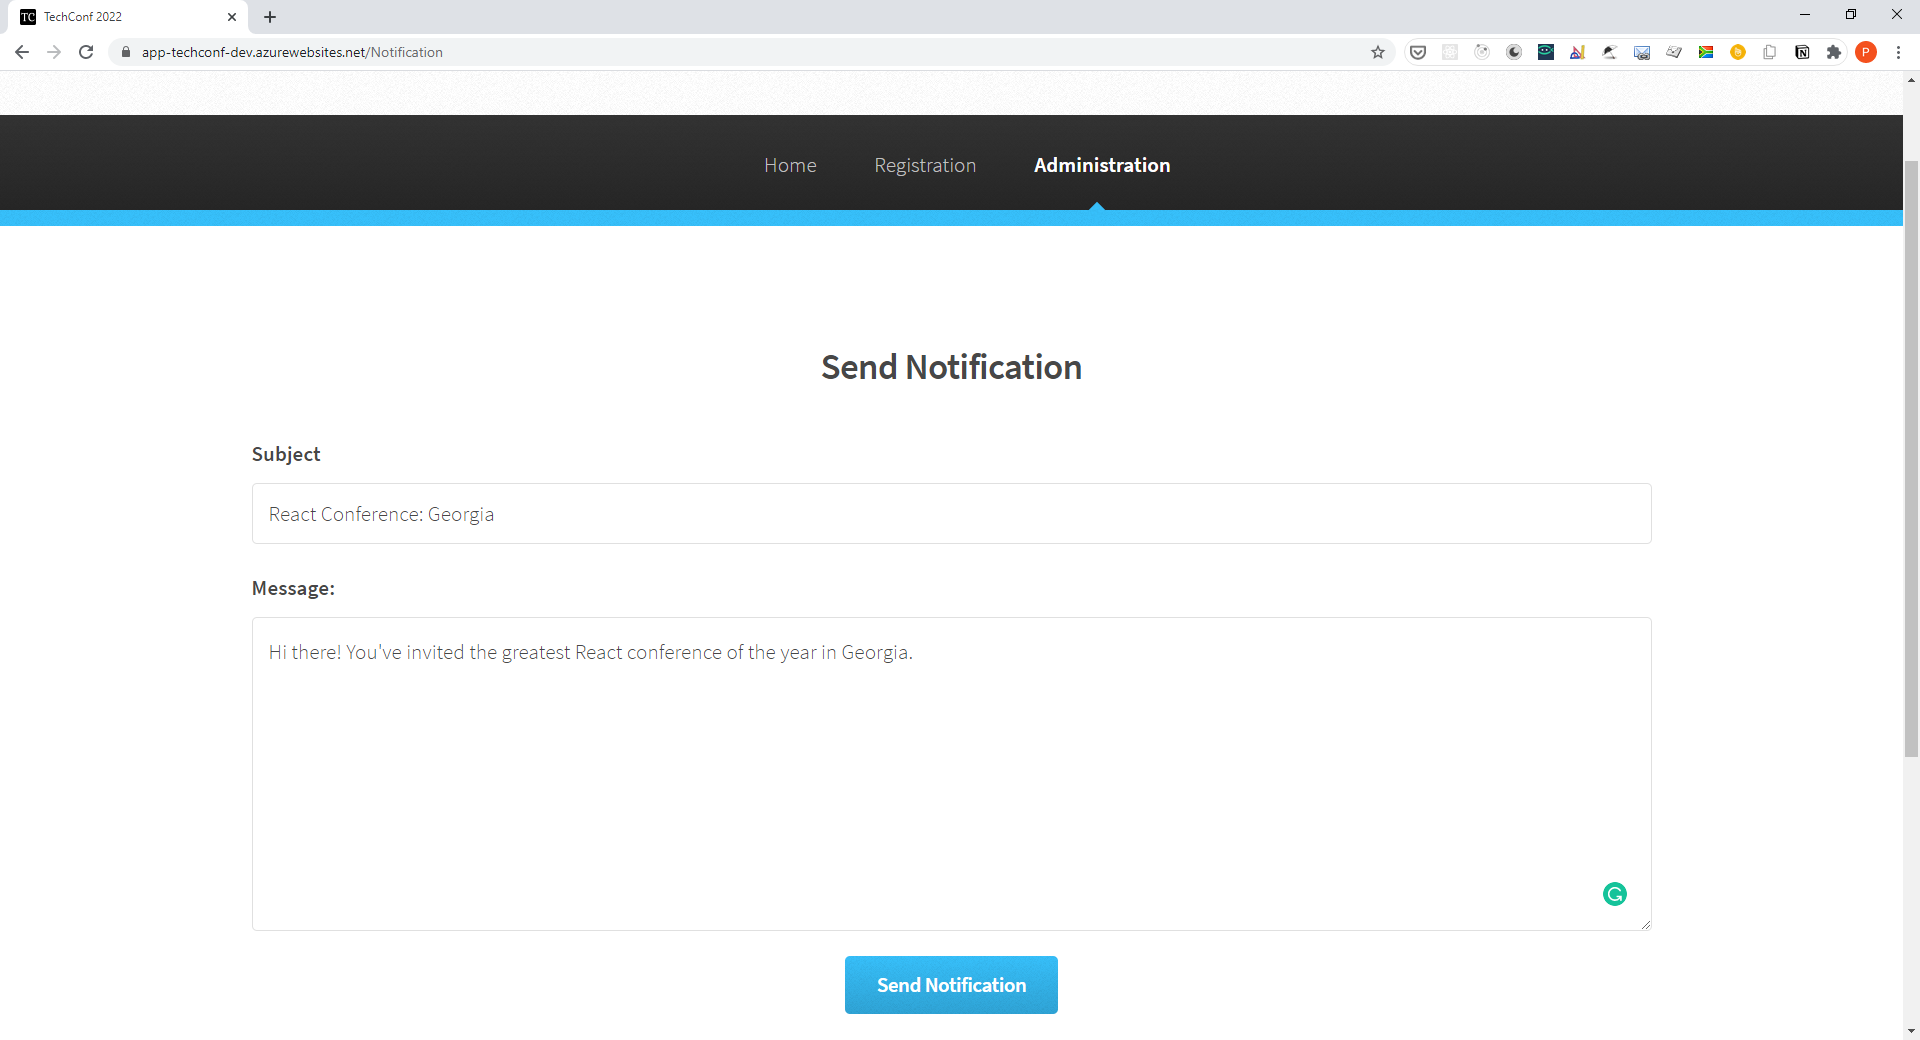 TC TechConf 2022
app-techconf-dev.azurewebsites.net/Notification
P
Home Registration Administration
Send Notification
Subject
React Conference: Georgia
Message:
Hi there! You've invited the greatest React conference of the year in Georgia.
Send Notification